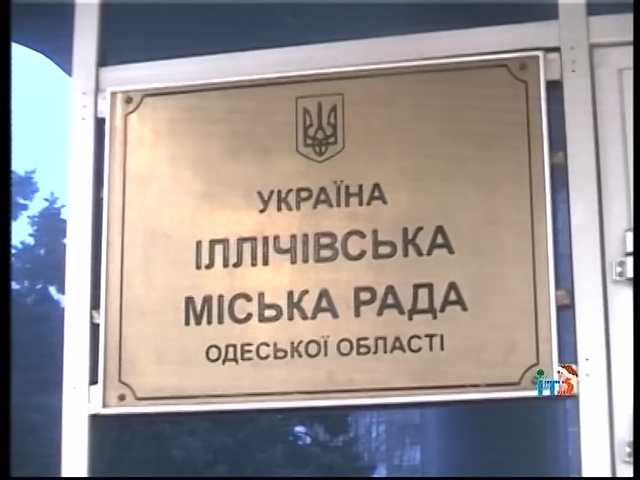 УКРАЇНА
ІЛЛІЧІВСЬКА
МІСЬКА РАДА
ОДЕСЬКОЇ ОБЛАСТІ